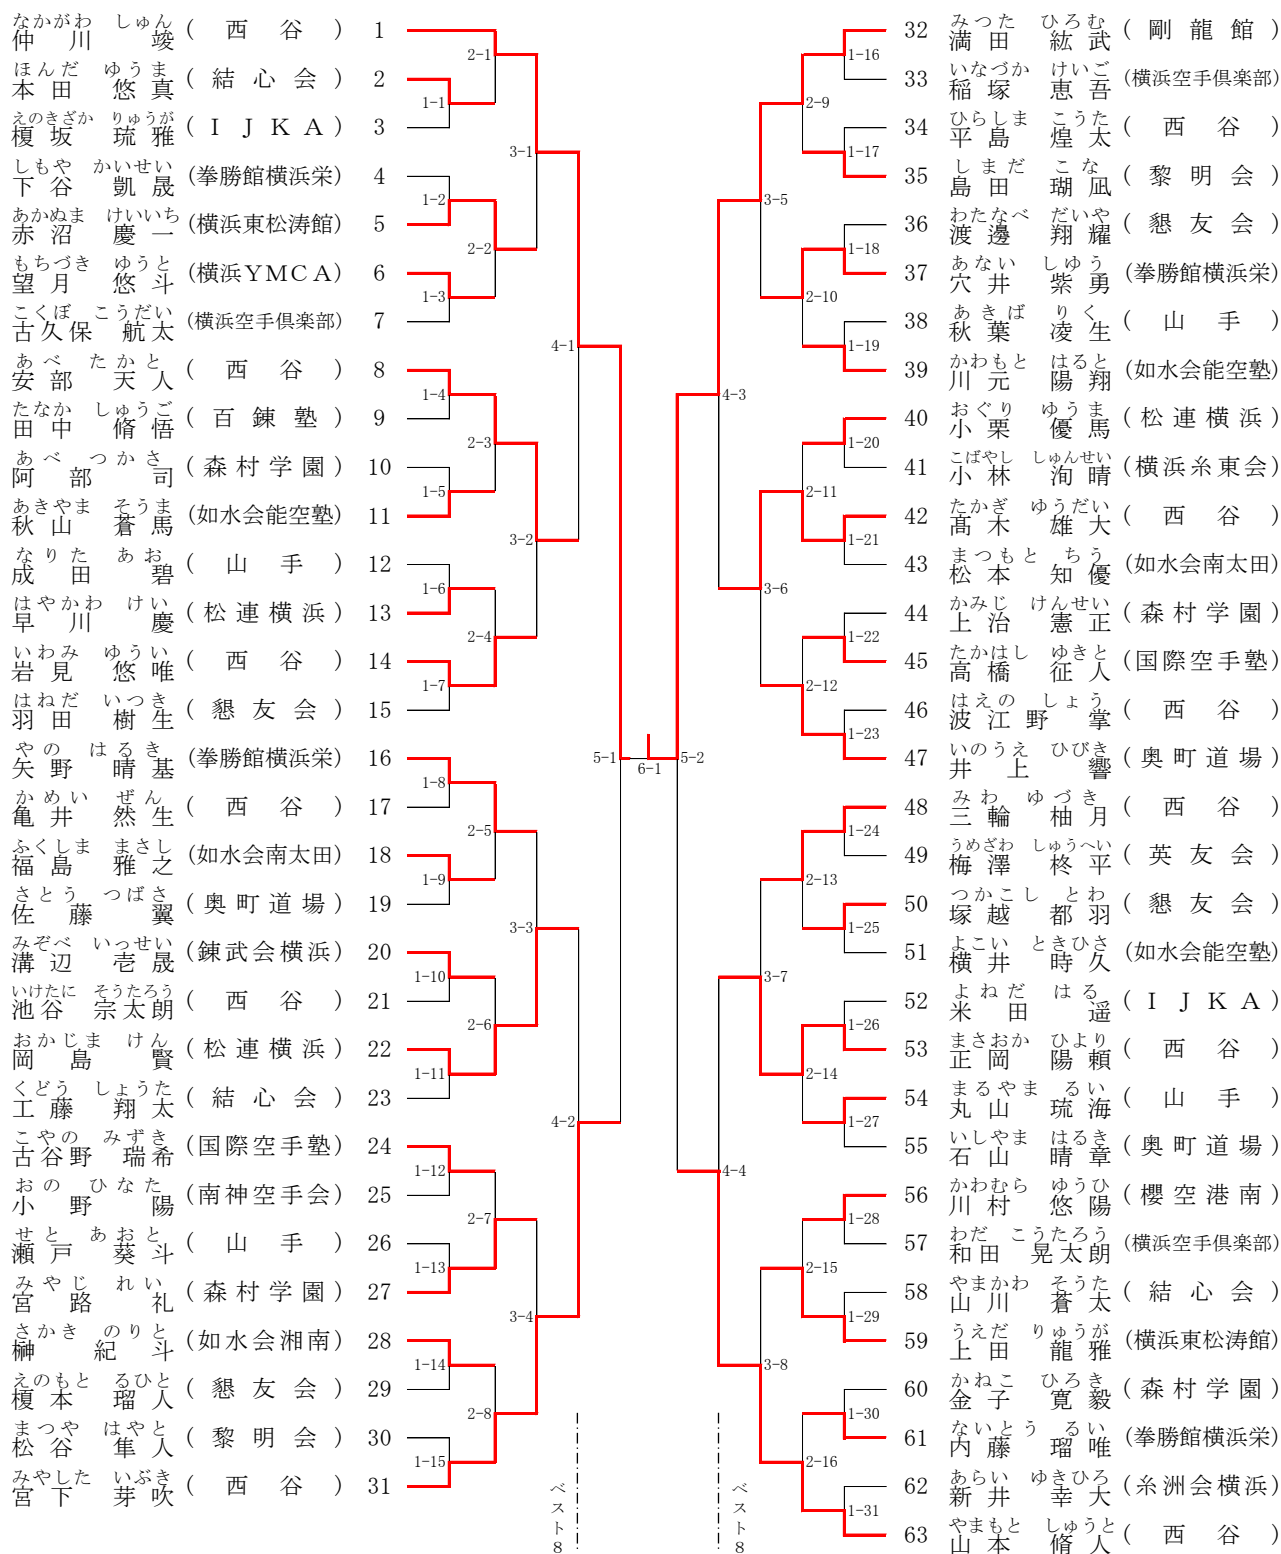 なかがわ しゅん
仲川 竣 (西谷) 1
ほんだ ゆうま
本田 悠真 (結心会) 2
えのきざか りゅうが
榎坂 琉雅 (IJKA) 3
しもや かいせい
下谷 凱晟 (拳勝館横浜栄) 4
あかぬま けいいち
赤沼 慶一 (横浜東松涛館) 5
もちづき ゆうと
望月 悠斗 (横浜YMCA) 6
こくぼ こうだい
古久保 航太 (横浜空手倶楽部) 7
あべ たかと
安部 天人 (西谷) 8
たなか しゅうご
田中 脩悟 (百錬塾) 9
あべ つかさ
阿部 司 (森村学園) 10
あきやま そうま
秋山 蒼馬 (如水会能空塾) 11
なりた あお
成田 碧 (山手) 12
はやかわ けい
早川 慶 (松連横浜) 13
いわみ ゆうい
岩見 悠唯 (西谷) 14
はねだ いつき
羽田 樹生 (懇友会) 15
やの はるき
矢野 晴基 (拳勝館横浜栄) 16
かめい ぜん
亀井 然生 (西谷) 17
ふくしま まさし
福島 雅之 (如水会南太田) 18
さとう つばさ
佐藤 翼 (奥町道場) 19
みぞべ いっせい
溝辺 壱晟 (錬武会横浜) 20
いけたに そうたろう
池谷 宗太朗 (西谷) 21
おかじま けん
岡島 賢 (松連横浜) 22
くどう しょうた
工藤 翔太 (結心会) 23
こやの みずき
古谷野 瑞希 (国際空手塾) 24
おの ひなた
小野 陽 (南神空手会) 25
せと あおと
瀬戸 葵斗 (山手) 26
みやじ れい
宮路 礼 (森村学園) 27
さかき のりと
榊 紀斗 (如水会湘南) 28
えのもと るひと
榎本 瑠人 (懇友会) 29
まつや はやと
松谷 隼人 (黎明会) 30
みやした いぶき
宮下 芽吹 (西谷) 31
1-1
1-2
1-3
1-4
1-5
1-6
1-7
1-8
1-9
1-10
1-11
1-12
1-13
1-14
1-15
2-1
2-2
2-3
2-4
2-5
2-6
2-7
2-8
3-1
3-2
3-3
3-4
4-1
4-2
5-1
6-1
5-2
4-3
4-4
3-5
3-6
3-7
3-8
2-9
2-10
2-11
2-12
2-13
2-14
2-15
2-16
1-16
1-17
1-18
1-19
1-20
1-21
1-22
1-23
1-24
1-25
1-26
1-27
1-28
1-29
1-30
1-31
ベスト8
ベスト8
みつた ひろむ
32 満田 紘武 (剛龍館)
いなづか けいご
33 稲塚 恵吾 (横浜空手倶楽部)
ひらしま こうた
34 平島 煌太 (西谷)
しまだ こな
35 島田 瑚凪 (黎明会)
わたなべ だいや
36 渡邊 翔耀 (懇友会)
あない しゆう
37 穴井 紫勇 (拳勝館横浜栄)
あきば りく
38 秋葉 凌生 (山手)
かわもと はると
39 川元 陽翔 (如水会能空塾)
おぐり ゆうま
40 小栗 優馬 (松連横浜)
こばやし しゅんせい
41 小林 洵晴 (横浜糸東会)
たかぎ ゆうだい
42 髙木 雄大 (西谷)
まつもと ちう
43 松本 知優 (如水会南太田)
かみじ けんせい
44 上治 憲正 (森村学園)
たかはし ゆきと
45 高橋 征人 (国際空手塾)
はえの しょう
46 波江野 掌 (西谷)
いのうえ ひびき
47 井上 響 (奥町道場)
みわ ゆづき
48 三輪 柚月 (西谷)
うめざわ しゅうへい
49 梅澤 柊平 (英友会)
つかこし とわ
50 塚越 都羽 (懇友会)
よこい ときひさ
51 横井 時久 (如水会能空塾)
よねだ はる
52 米田 遥 (IJKA)
まさおか ひより
53 正岡 陽頼 (西谷)
まるやま るい
54 丸山 琉海 (山手)
いしやま はるき
55 石山 晴章 (奥町道場)
かわむら ゆうひ
56 川村 悠陽 (櫻空港南)
わだ こうたろう
57 和田 晃太朗 (横浜空手倶楽部)
やまかわ そうた
58 山川 蒼太 (結心会)
うえだ りゅうが
59 上田 龍雅 (横浜東松涛館)
かねこ ひろき
60 金子 寛毅 (森村学園)
ないとう るい
61 内藤 瑠唯 (拳勝館横浜栄)
あらい ゆきひろ
62 新井 幸大 (糸洲会横浜)
やまもと しゅうと
63 山本 脩人 (西谷)